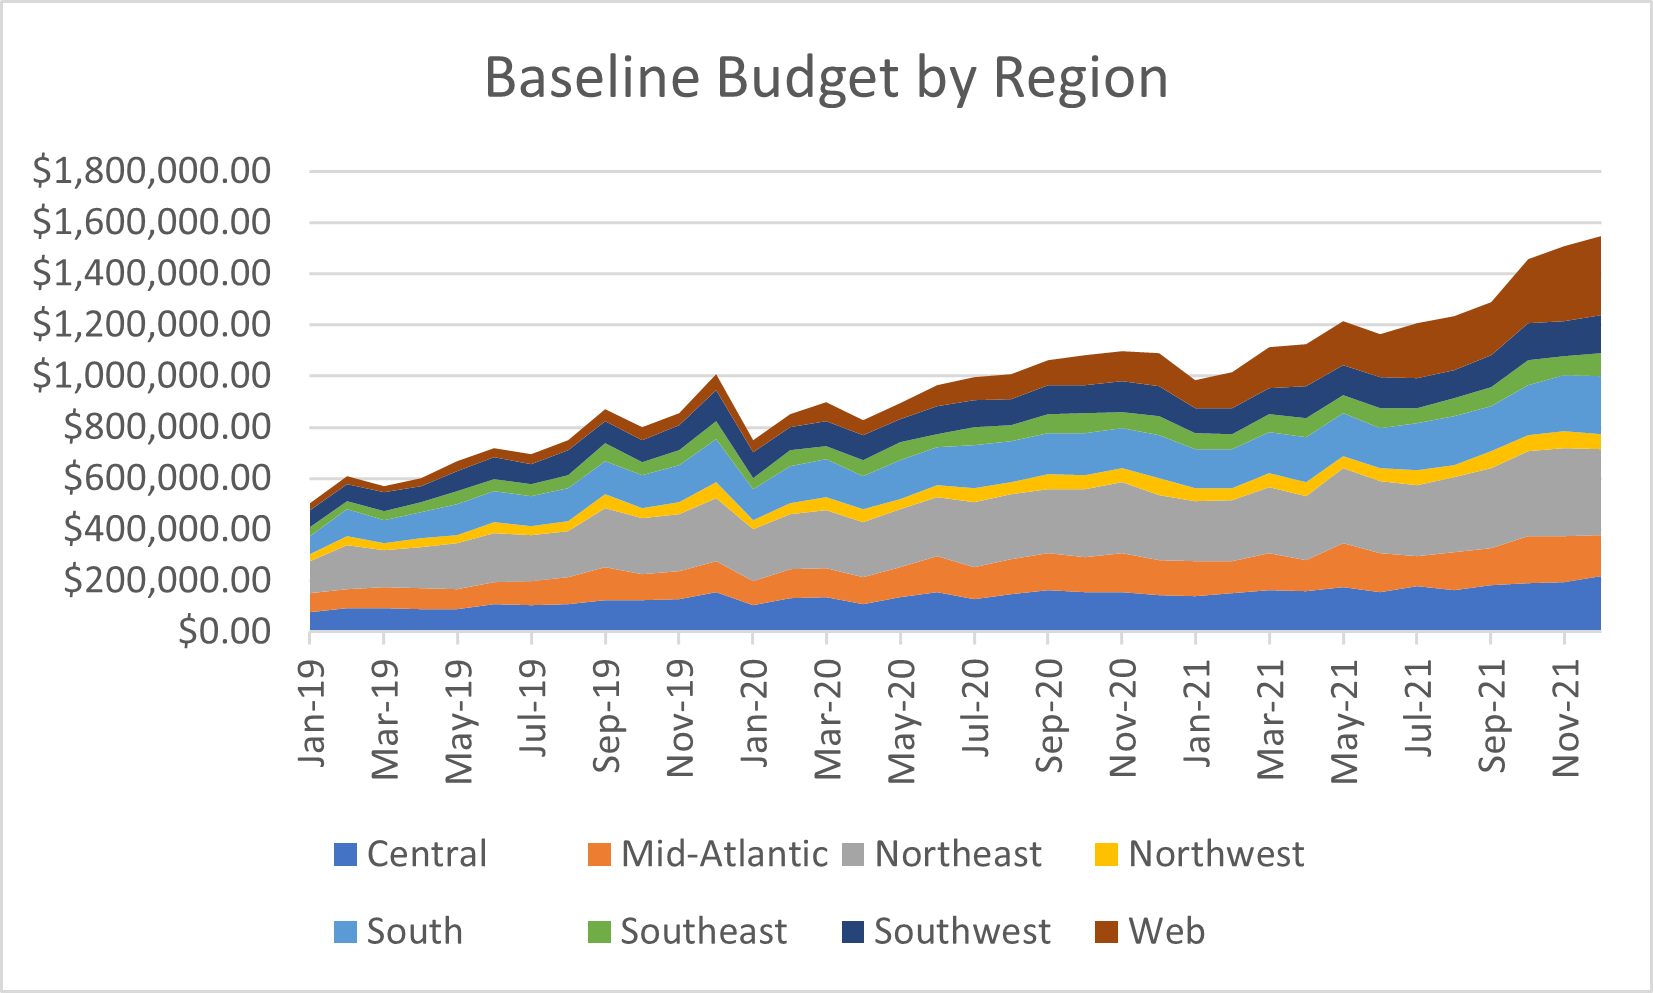 Baseline Budget by Region
$1,800,000.00
$1,600,000.00
$1,400,000.00
$1,200,000.00
$1,000,000.00
$800,000.00
$600,000.00
$400,000.00
$200,000.00
$0.00
Jan-19
Mar-19
May-19
Jul-19
Sep-19
Nov-19
Jan-20
Mar-20
May-20
Jul-20
Sep-20
Nov-20
Jan-21
Mar-21
May-21
Jul-21
Sep-21
Nov-21
Central Mid-Atlantic Northeast Northwest
South Southeast Southwest Web